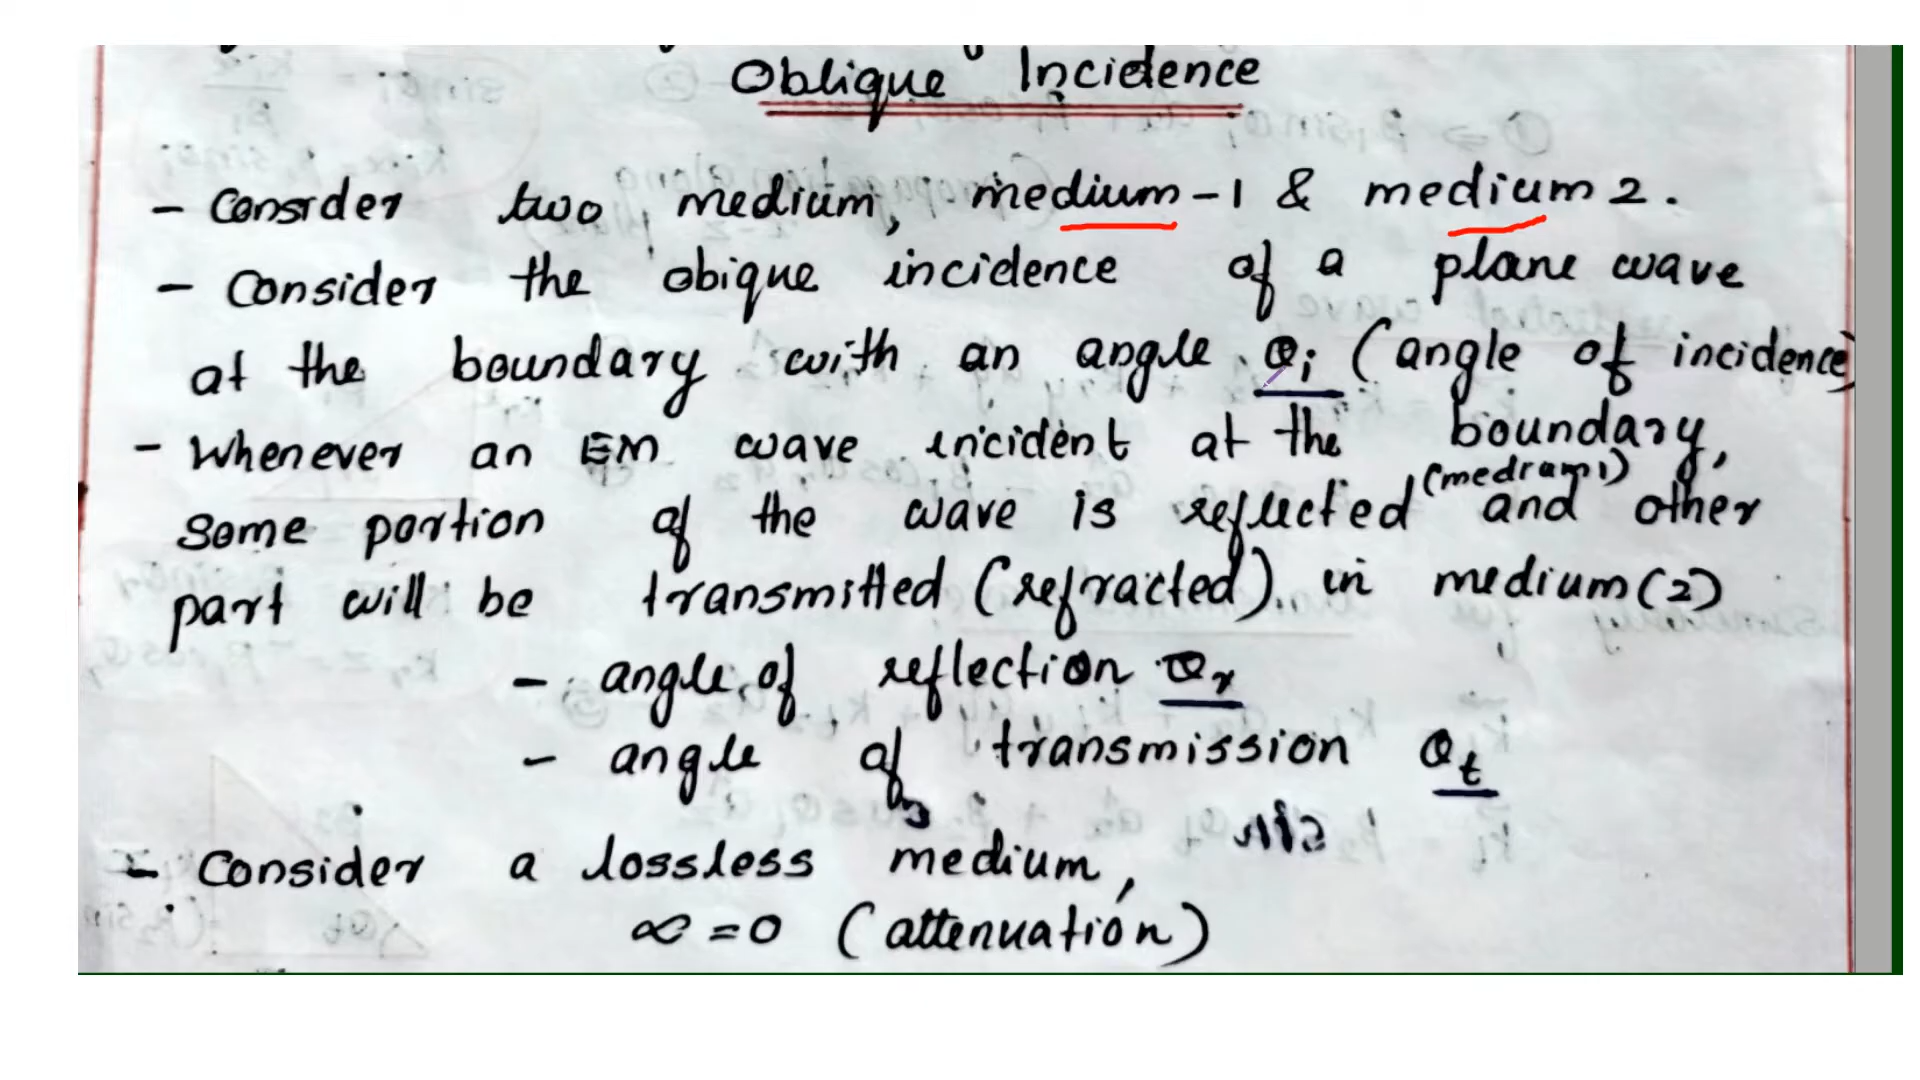 Oblique Incidence
- Consider two medium, medium-1 & medium 2.
- Consider the obique incidence of a plane wave
at the boundary with an angle θi (angle of incidence)
- Whenever an EM wave incident at the boundary,
(medium1)
some portion of the wave is reflected and other
part will be transmitted (refracted) in medium(2)
- angle of reflection θr
- angle of transmission θt
- Consider a lossless medium,
∝ = 0 (attenuation)